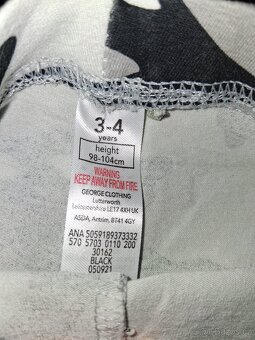 3-4
years
height
98-104cm
WARNING
KEEP AWAY FROM FIRE
GEORGE CLOTHING
Lutterworth
Leicestershire LE17 4XH UK
ASDA, Antrim, BT41 4GY
ANA 5059189373332
570 5703 0110 200
30162
BLACK
050921